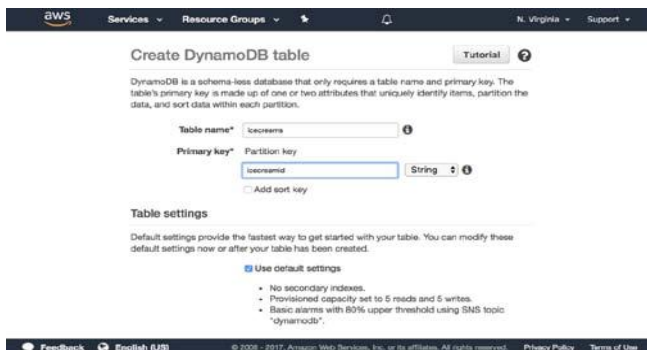 aws Services Resource Groups N. Virginia Support
Create DynamoDB table Tutorial
DynamoDB is a schema-less database that only requires a table name and primary key. The
table's primary key is made up of one or two attributes that uniquely identify items, partition the
data, and sort data within each partition.
Table name* icecreams
Primary key* Partition key
icecreamid String
Add sort key
Table settings
Default settings provide the fastest way to get started with your table. You can modify these
default settings now or after your table has been created.
Use default settings
• No secondary indexes.
• Provisioned capacity set to 5 reads and 5 writes.
• Basic alarms with 80% upper threshold using SNS topic
"dynamodb".
Feedback English (US) © 2008 - 2017, Amazon Web Services, Inc. or its affiliates. All rights reserved. Privacy Policy Terms of Use